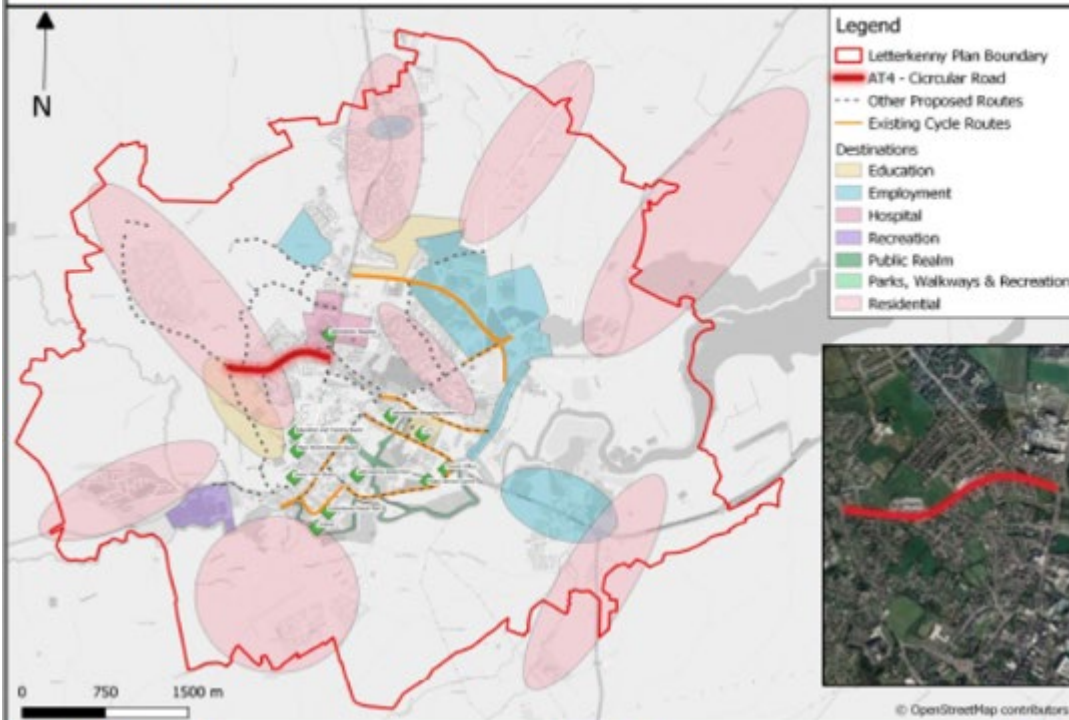 N
Legend
Letterkenny Plan Boundary
AT4 - Cicrcular Road
Other Proposed Routes
Existing Cycle Routes
Destinations
Education
Employment
Hospital
Recreation
Public Realm
Parks, Walkways & Recreation
Residential
0 750 1500 m
© OpenStreetMap contributors